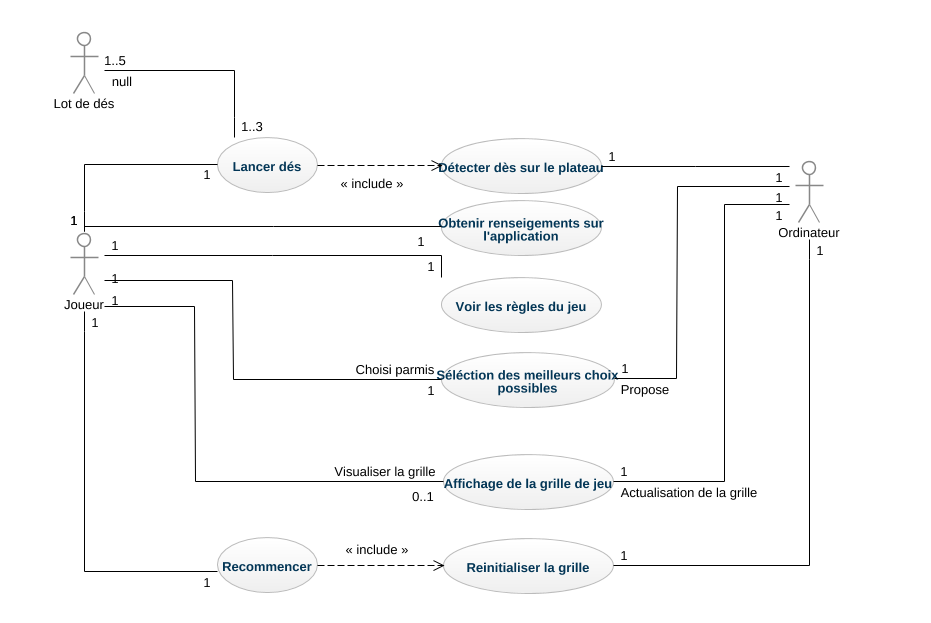 1..5
null
Lot de dés
1..3
Lancer dés
1
« include »
Détecter dès sur le plateau
1
1
1
1
Ordinateur
1
1
Obtenir renseigements sur
l'application
1
1
1
1
1
Joueur
1
1
Voir les règles du jeu
Choisi parmis
1
Séléction des meilleurs choix
possibles
1
Propose
Visualiser la grille
0..1
Affichage de la grille de jeu
1
Actualisation de la grille
Recommencer
1
« include »
Reinitialiser la grille
1